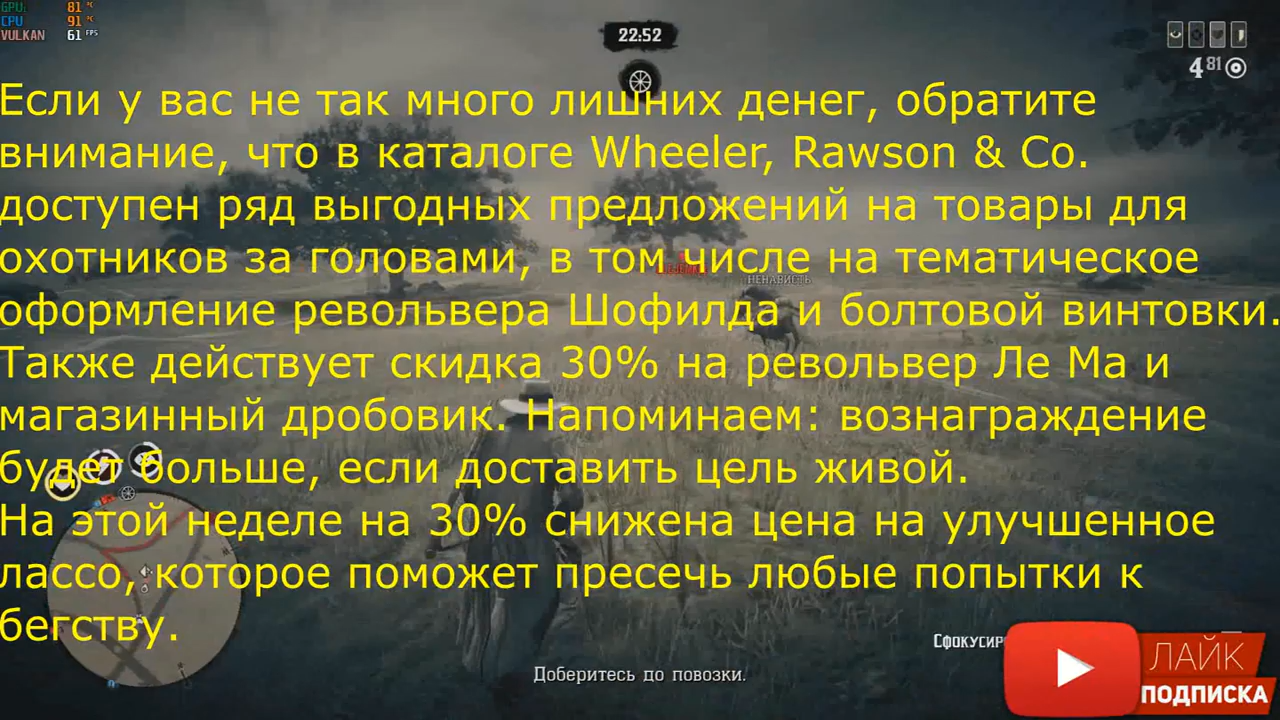 GPU 81 °C
CPU 91 °C
VULKAN 61 FPS
22:52
4 81
Если у вас не так много лишних денег, обратите
внимание, что в каталоге Wheeler, Rawson & Co.
доступен ряд выгодных предложений на товары для
охотников за головами, в том числе на тематическое
НЕНАВИСТЬ
оформление револьвера Шофилда и болтовой винтовки.
Также действует скидка 30% на револьвер Ле Ма и
магазинный дробовик. Напоминаем: вознаграждение
будет больше, если доставить цель живой.
На этой неделе на 30% снижена цена на улучшенное
лассо, которое поможет пресечь любые попытки к
бегству.
Сфокусир
Доберитесь до повозки.
ЛАЙК
ПОДПИСКА